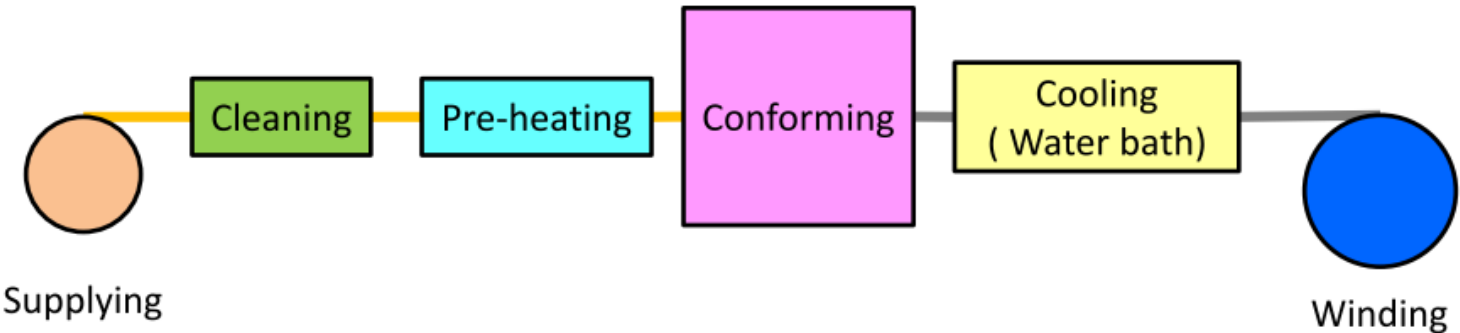 Supplying
Cleaning
Pre-heating
Conforming
Cooling
( Water bath)
Winding